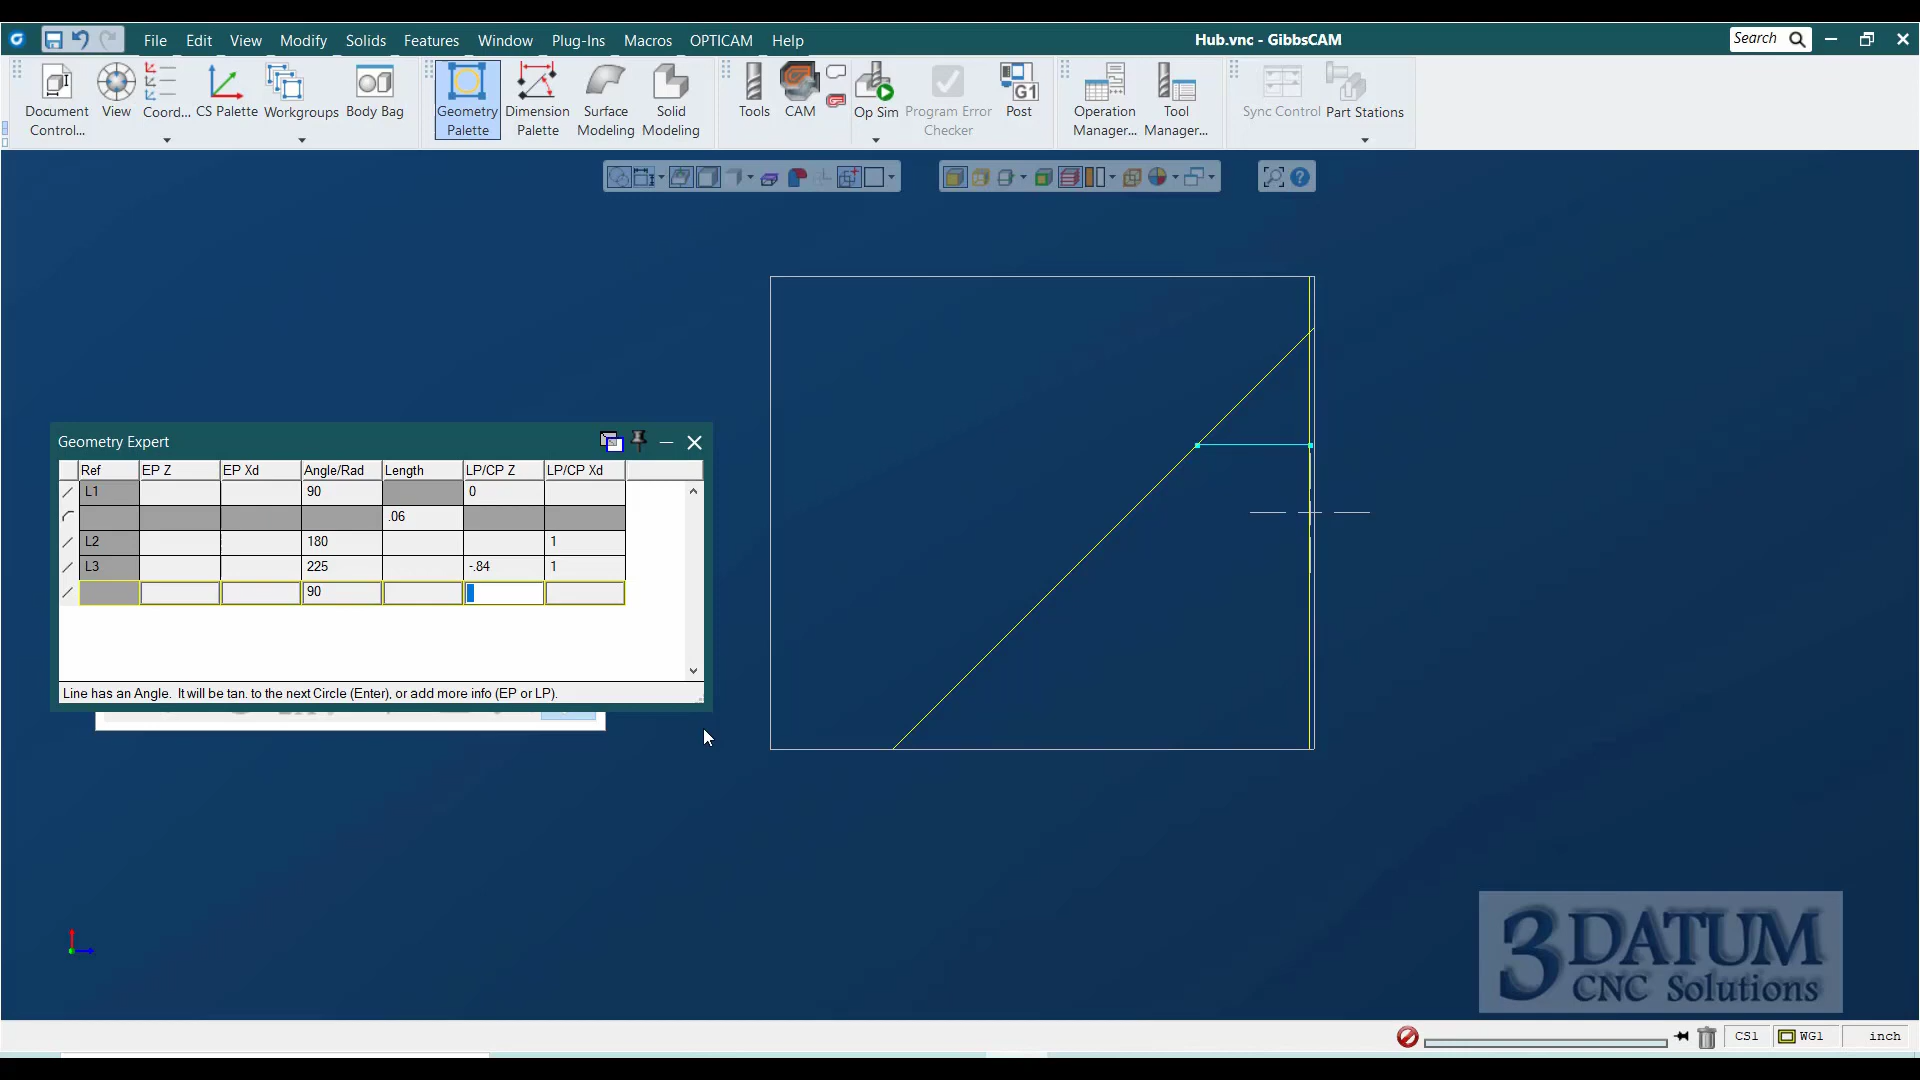 Hub.vnc - GibbsCAM
Search
File Edit View Modify Solids Features Window Plug-Ins Macros OPTICAM Help
Document Control...
View
Coord...
CS Palette
Workgroups
Body Bag
Geometry Palette
Dimension Palette
Surface Modeling
Solid Modeling
Tools
CAM
Op Sim
Program Error Checker
G1
Post
Operation Manager...
Tool Manager...
Sync Control
Part Stations
Geometry Expert
Ref EP Z EP Xd Angle/Rad Length LP/CP Z LP/CP Xd
L1 90 0
.06
L2 180 1
L3 225 -.84 1
90
Line has an Angle. It will be tan. to the next Circle (Enter), or add more info (EP or LP).
3 DATUM
CNC Solutions
CS1 WG1 inch